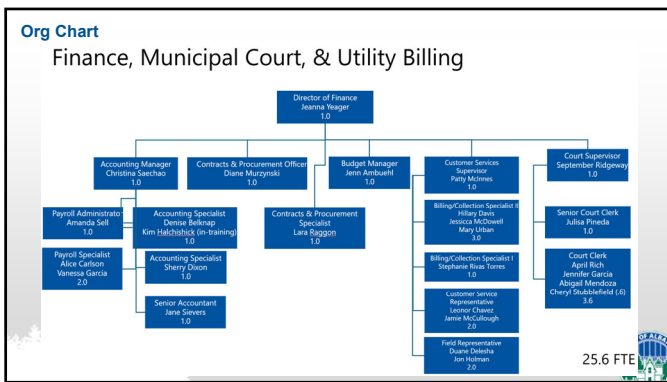 Org Chart
Finance, Municipal Court, & Utility Billing
Director of Finance
Jeanna Yeager
1.0
Accounting Manager
Christina Saechao
1.0
Contracts & Procurement Officer
Diane Murzynski
1.0
Budget Manager
Jenn Ambuehl
1.0
Customer Services
Supervisor
Patty McInnes
1.0
Court Supervisor
September Ridgeway
1.0
Payroll Administrato
Amanda Sell
1.0
Accounting Specialist
Denise Belknap
Kim Halchishick (in-training)
1.0
Contracts & Procurement
Specialist
Lara Raggon
1.0
Billing/Collection Specialist II
Hillary Davis
Jessicca McDowell
Mary Urban
3.0
Senior Court Clerk
Julisa Pineda
1.0
Payroll Specialist
Alice Carlson
Vanessa Garcia
2.0
Accounting Specialist
Sherry Dixon
1.0
Billing/Collection Specialist I
Stephanie Rivas Torres
1.0
Court Clerk
April Rich
Jennifer Garcia
Abigail Mendoza
Cheryl Stubblefield (.6)
3.6
Senior Accountant
Jane Sievers
1.0
Customer Service
Representative
Leonor Chavez
Jamie McCullough
2.0
Field Representative
Duane Delesha
Jon Holman
2.0
25.6 FTE
OF ALBA